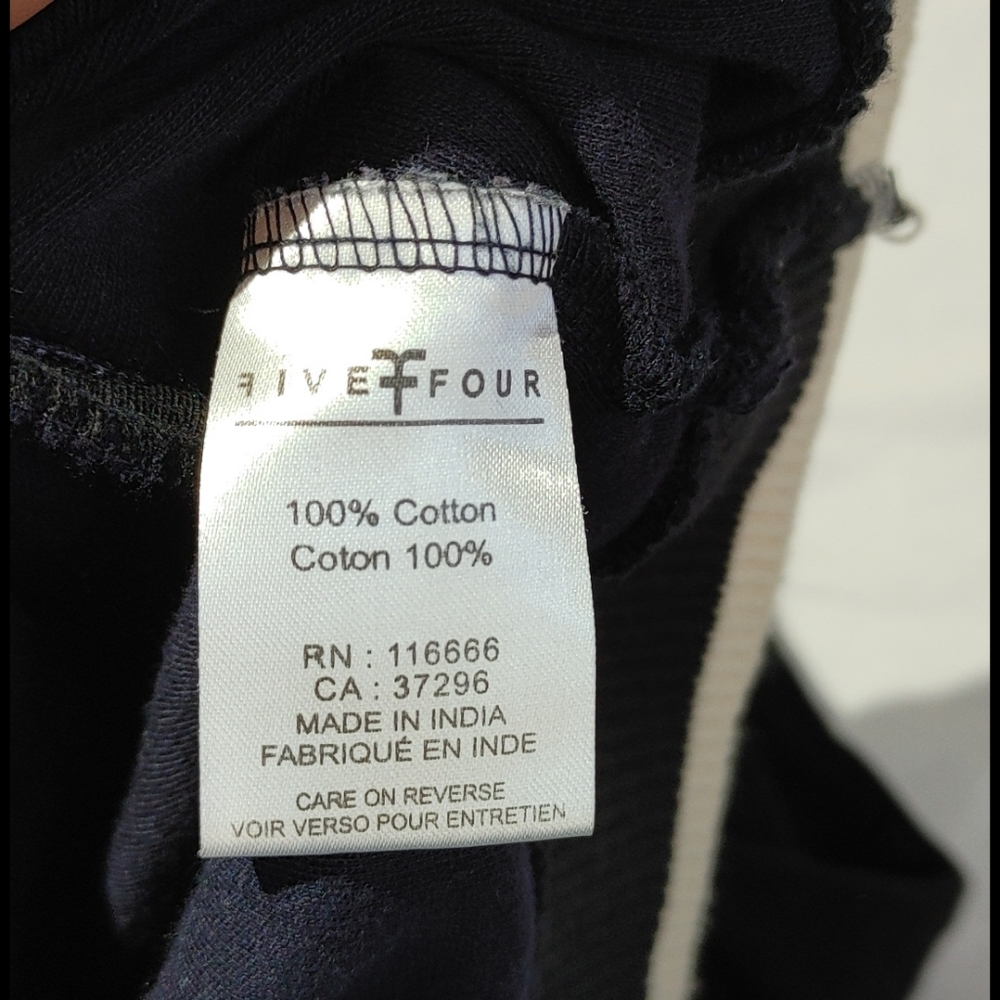 FIVE FOUR
100% Cotton
Coton 100%
RN : 116666
CA : 37296
MADE IN INDIA
FABRIQUÉ EN INDE
CARE ON REVERSE
VOIR VERSO POUR ENTRETIEN